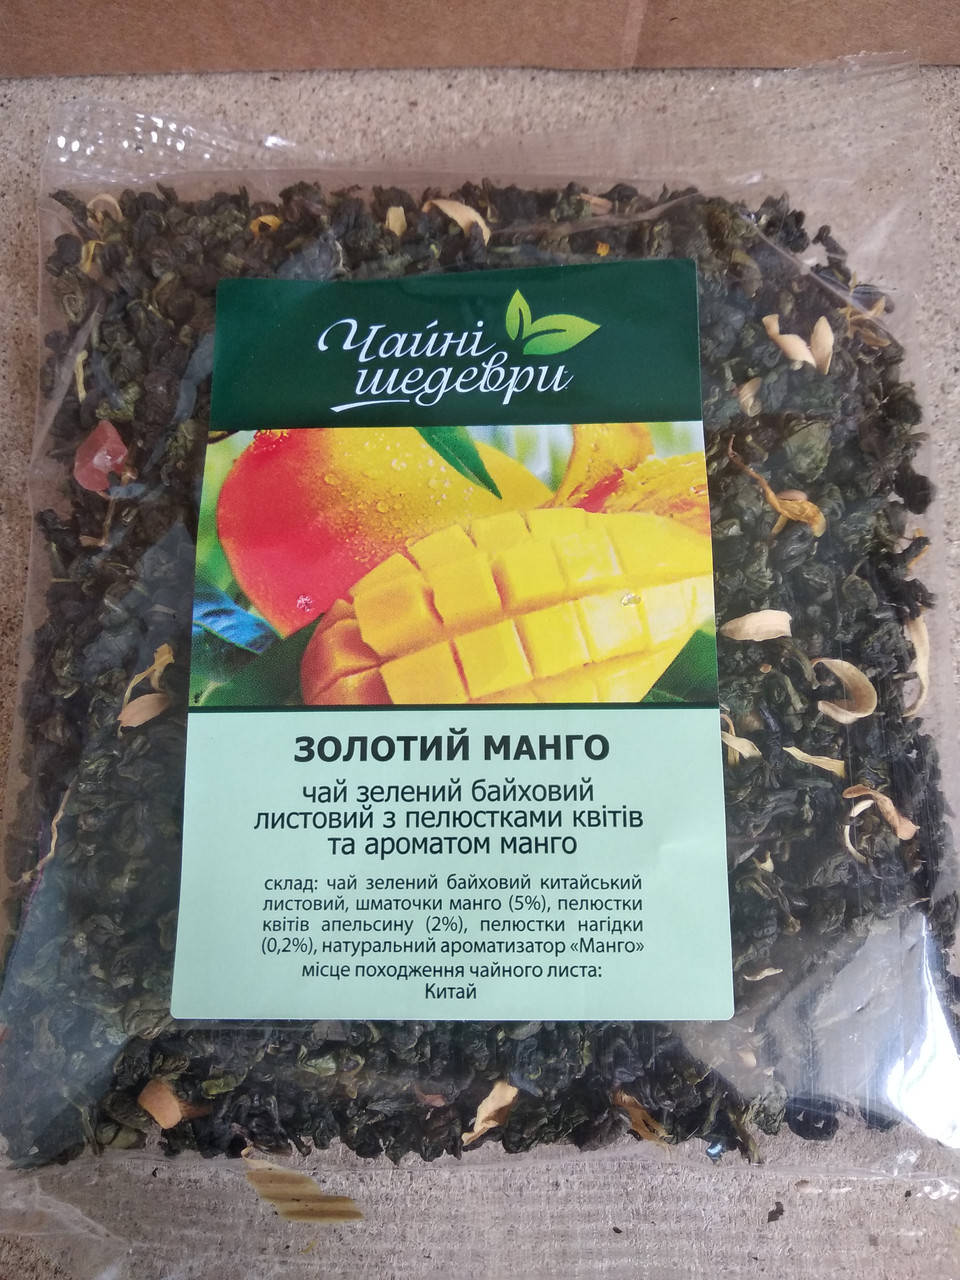 Чайні
шедеври
ЗОЛОТИЙ МАНГО
чай зелений байховий
листовий з пелюстками квітів
та ароматом манго
склад: чай зелений байховий китайський
листовий, шматочки манго (5%), пелюстки
квітів апельсину (2%), пелюстки нагідки
(0,2%), натуральний ароматизатор «Манго»
місце походження чайного листа:
Китай